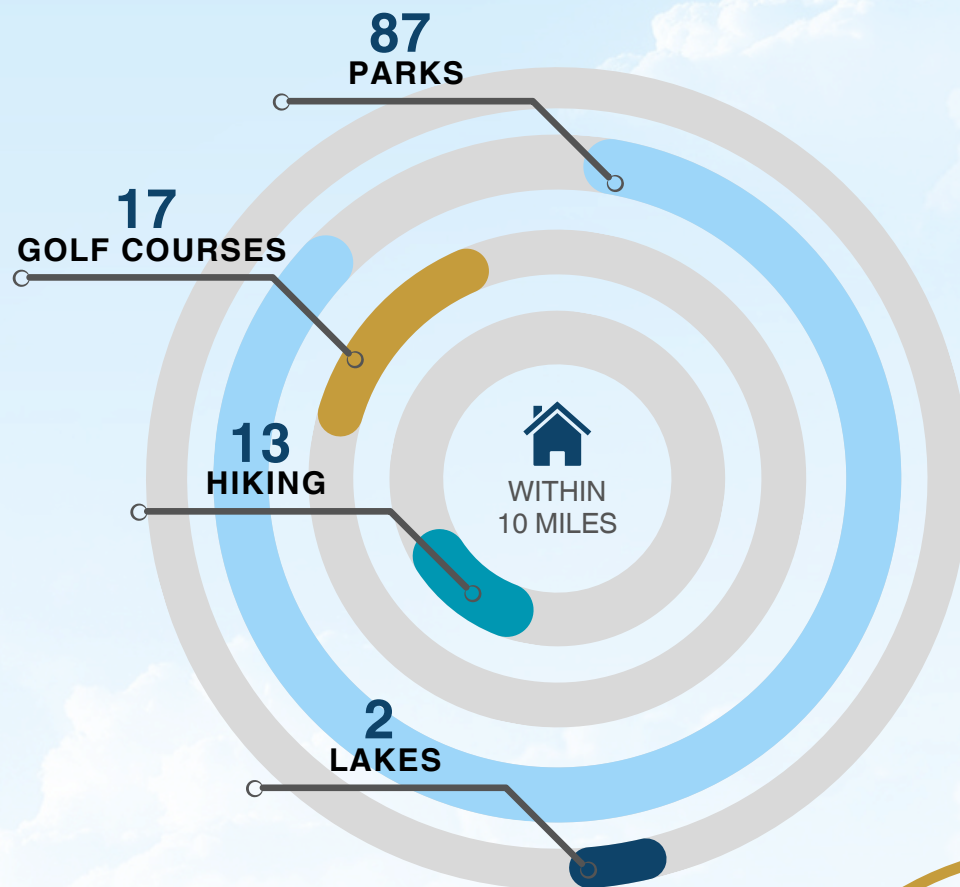 87
PARKS
17
GOLF COURSES
13
HIKING
WITHIN
10 MILES
2
LAKES